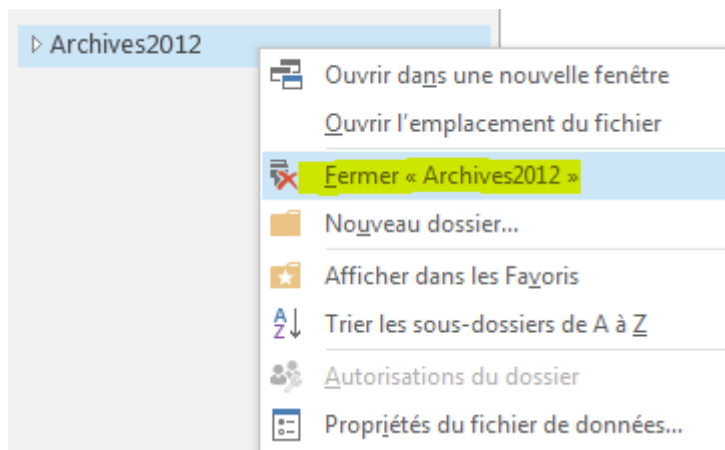 Archives2012
Ouvrir dans une nouvelle fenêtre
Ouvrir l'emplacement du fichier
Fermer « Archives2012 »
Nouveau dossier...
Afficher dans les Favoris
Trier les sous-dossiers de A à Z
Autorisations du dossier
Propriétés du fichier de données...